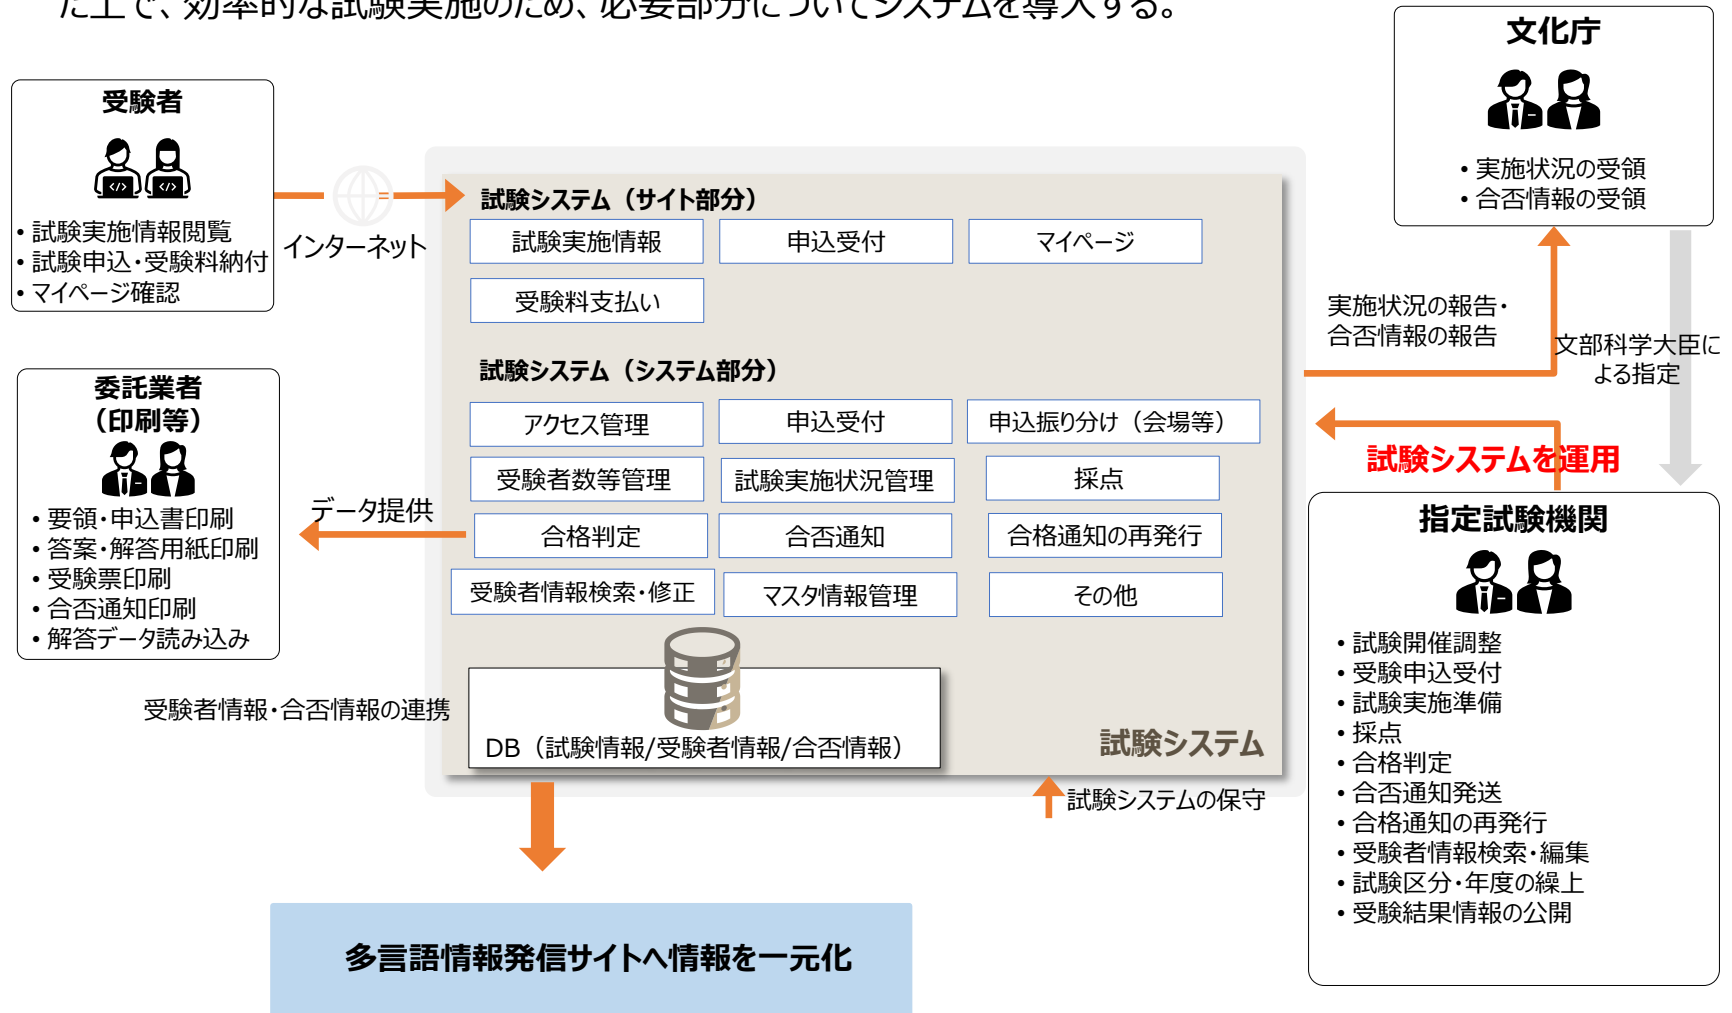 た上で、効率的な試験実施のため、必要部分についてシステムを導入する。
文化庁
・実施状況の受領
・合否情報の受領
受験者
・試験実施情報閲覧
・試験申込・受験料納付
・マイページ確認
インターネット
試験システム（サイト部分）
試験実施情報
申込受付
マイページ
受験料支払い
試験システム（システム部分）
アクセス管理
申込受付
申込振り分け（会場等）
受験者数等管理
試験実施状況管理
採点
合格判定
合否通知
合格通知の再発行
受験者情報検索・修正
マスタ情報管理
その他
DB（試験情報/受験者情報/合否情報）
試験システム
実施状況の報告・
合否情報の報告
文部科学大臣に
よる指定
試験システムを運用
委託業者
（印刷等）
・要領・申込書印刷
・答案・解答用紙印刷
・受験票印刷
・合否通知印刷
・解答データ読み込み
データ提供
受験者情報・合否情報の連携
試験システムの保守
指定試験機関
・試験開催調整
・受験申込受付
・試験実施準備
・採点
・合格判定
・合否通知発送
・合格通知の再発行
・受験者情報検索・編集
・試験区分・年度の繰上
・受験結果情報の公開
多言語情報発信サイトへ情報を一元化